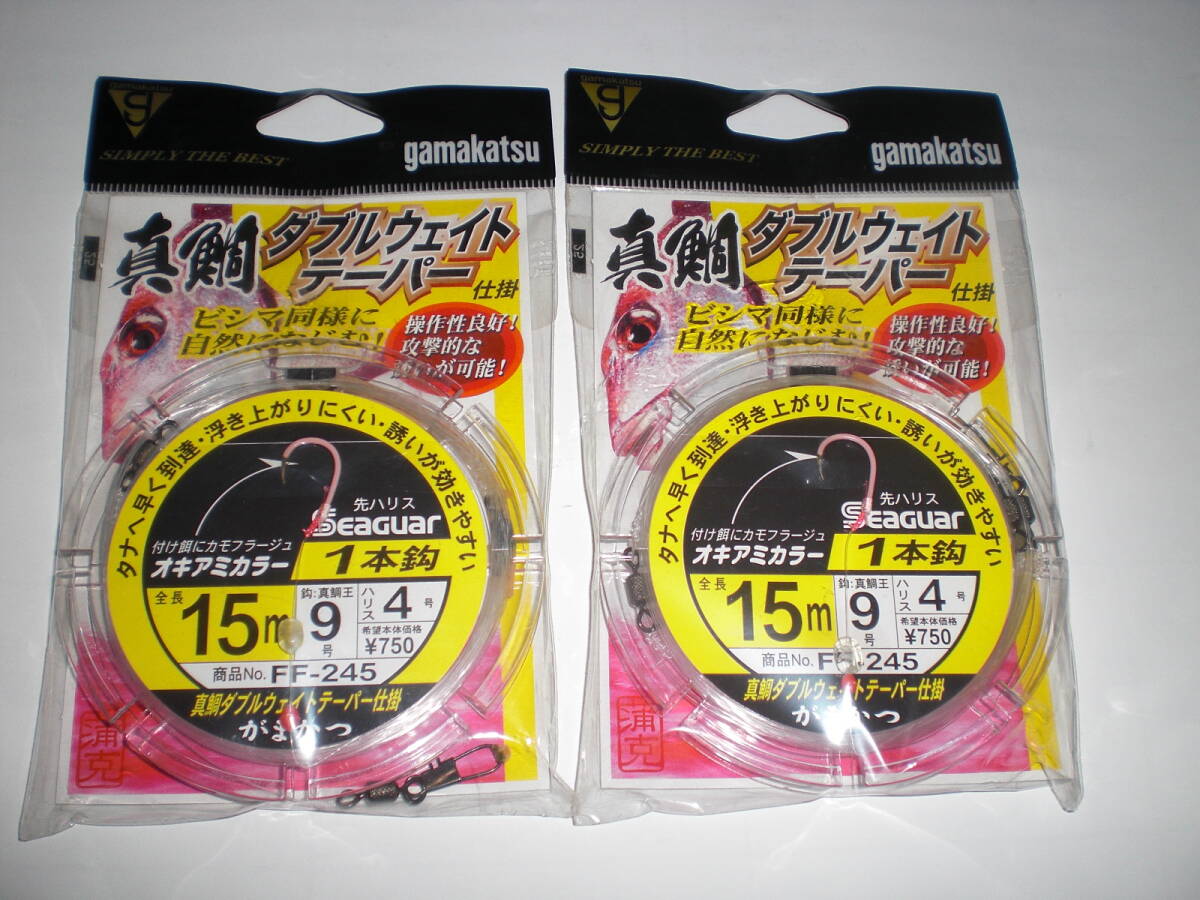 gamakatsu
SIMPLY THE BEST
gamakatsu
真鯛
ダブルウェイト
テーパー
仕掛
ビシマ同様に
自然になじむ!
操作性良好!
攻撃的な
誘いが可能!
タナへ早く到達・浮き上がりにくい・誘いが効きやすい
先ハリス
Seaguar
付け餌にカモフラージュ
オキアミカラー
1本鈎
全長
15m
鈎:真鯛王
9号
ハリス
4号
希望本体価格
¥750
商品No. FF-245
真鯛ダブルウェイトテーパー仕掛
がまかつ
浦克
gamakatsu
SIMPLY THE BEST
gamakatsu
真鯛
ダブルウェイト
テーパー
仕掛
ビシマ同様に
自然になじむ!
操作性良好!
攻撃的な
誘いが可能!
タナへ早く到達・浮き上がりにくい・誘いが効きやすい
先ハリス
Seaguar
付け餌にカモフラージュ
オキアミカラー
1本鈎
全長
15m
鈎:真鯛王
9号
ハリス
4号
希望本体価格
¥750
商品No. FF-245
真鯛ダブルウェイトテーパー仕掛
がまかつ
浦克